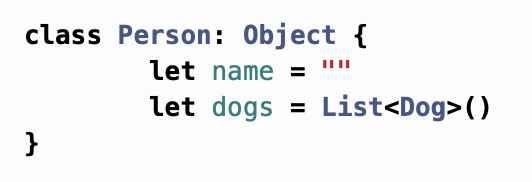 class Person: Object {
let name = ""
let dogs = List<Dog>()
}